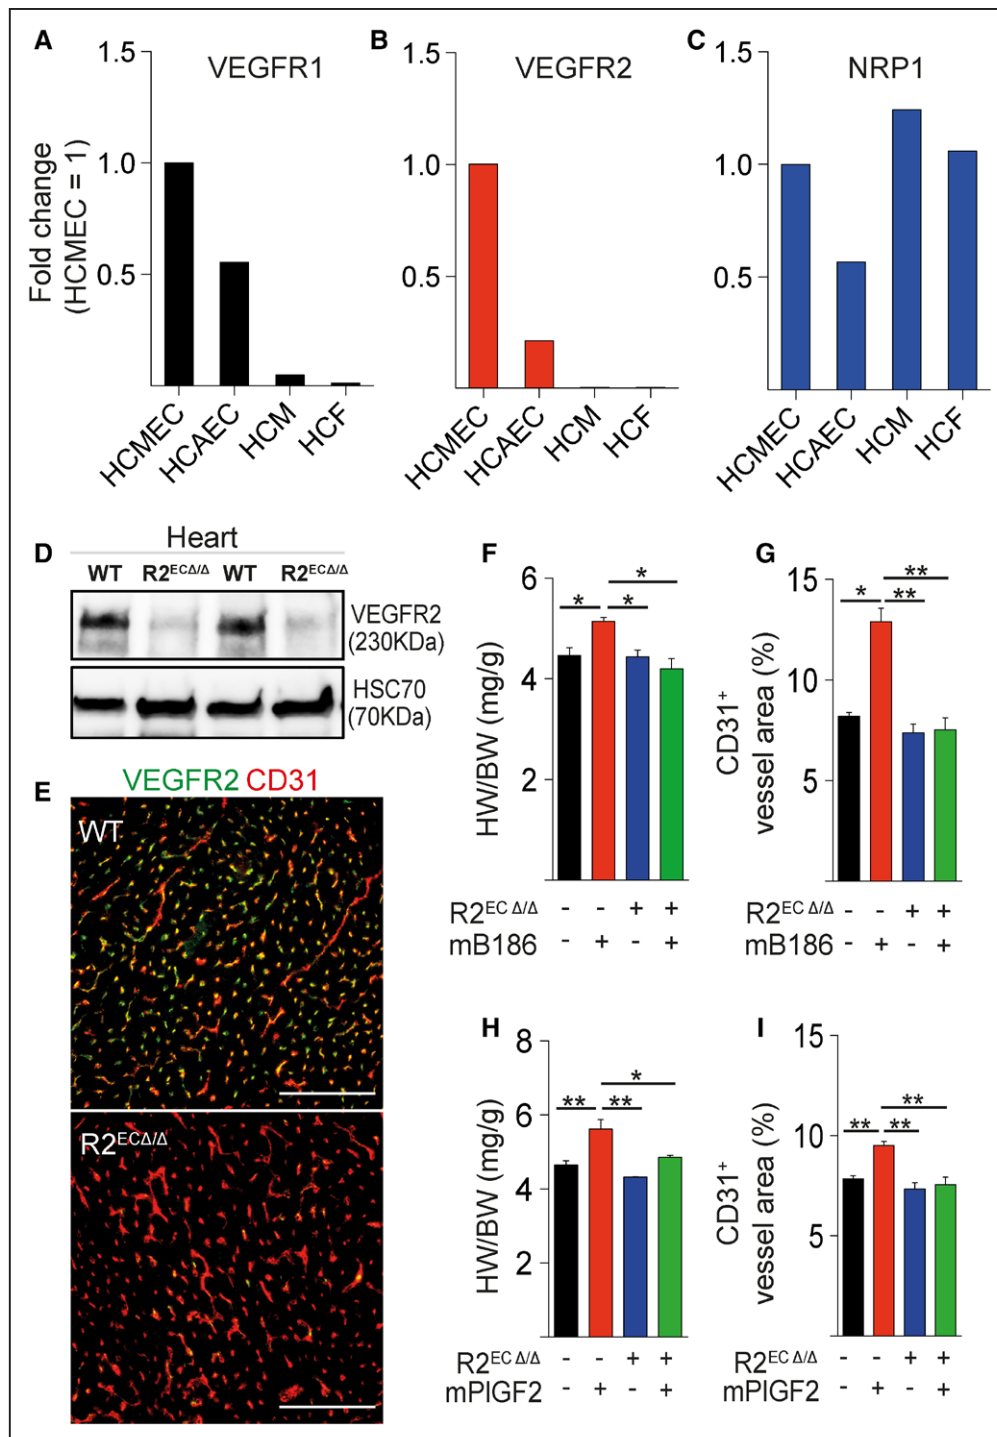 A
VEGFR1
1.5
1.0
0.5
Fold change
(HCMEC = 1)
HCMEC
HCAEC
HCM
HCF
B
VEGFR2
1.5
1.0
0.5
HCMEC
HCAEC
HCM
HCF
C
NRP1
1.5
1.0
0.5
HCMEC
HCAEC
HCM
HCF
D
Heart
WT R2ECΔ/Δ WT R2ECΔ/Δ
VEGFR2
(230KDa)
HSC70
(70KDa)
E
VEGFR2 CD31
WT
R2ECΔ/Δ
F
6
4
2
HW/BW (mg/g)
* * *
R2EC Δ/Δ - - + +
mB186 - + - +
G
15
10
5
CD31+
vessel area (%)
* ** **
R2EC Δ/Δ - - + +
mB186 - + - +
H
8
6
4
2
HW/BW (mg/g)
** ** *
R2EC Δ/Δ - - + +
mPIGF2 - + - +
I
15
10
5
CD31+
vessel area (%)
** ** **
R2EC Δ/Δ - - + +
mPIGF2 - + - +